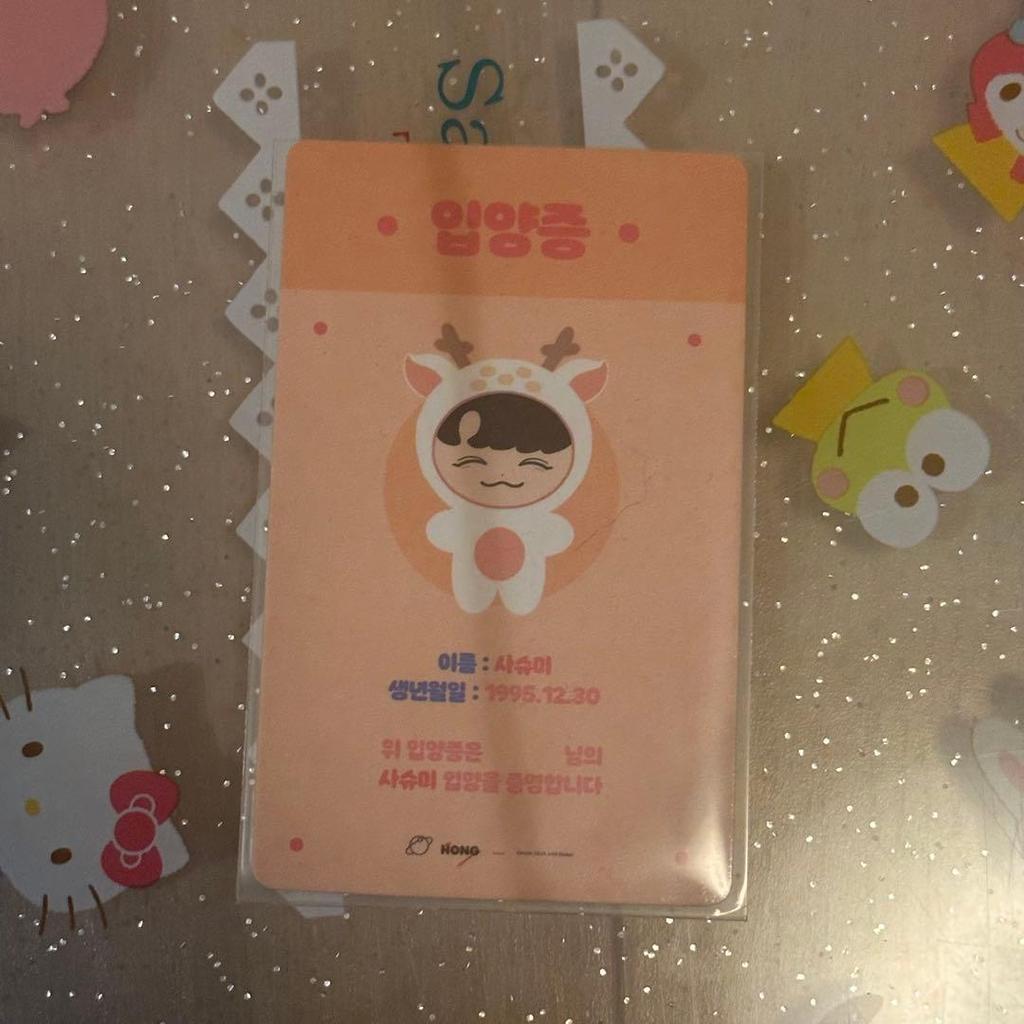 Sa
입양증
이름 : 사슈미
생년월일 : 1995.12.30
위 입양증은 님의
사슈미 입양을 증명합니다
HONG